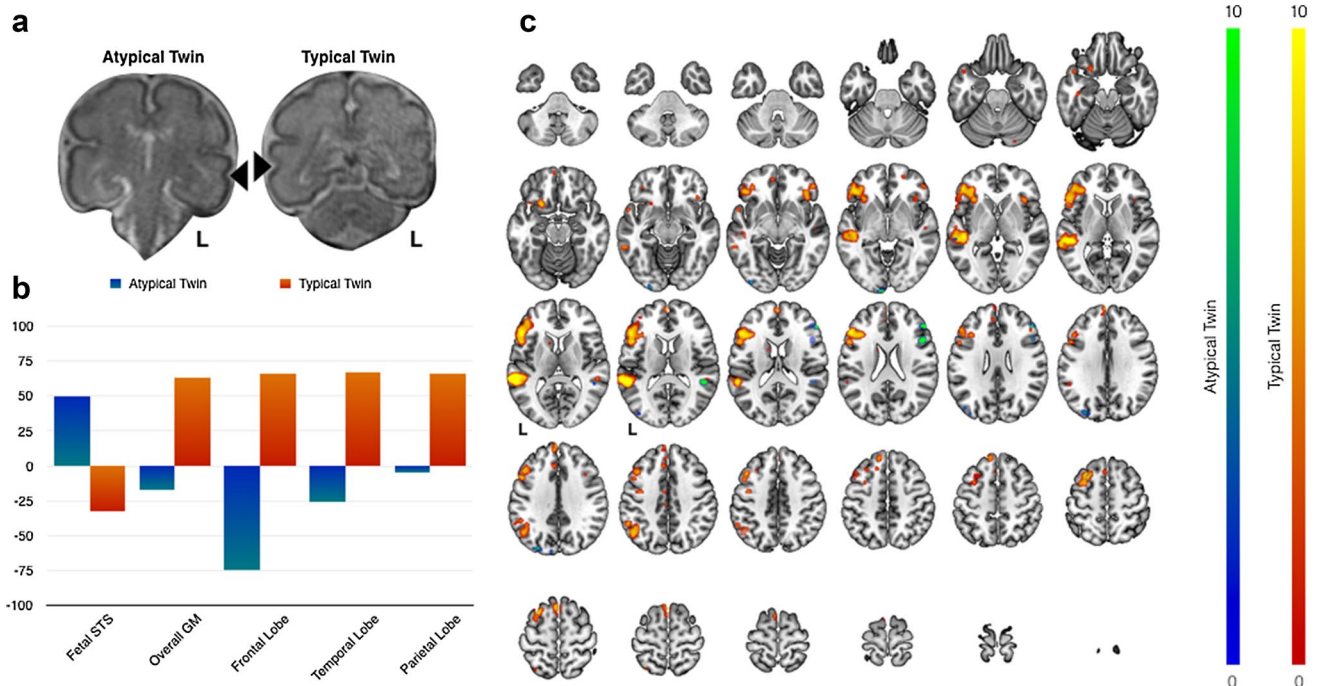 a
Atypical Twin
Typical Twin
L
L
b
Atypical Twin
Typical Twin
100
75
50
25
0
-25
-50
-75
-100
Fetal STS
Overall GM
Frontal Lobe
Temporal Lobe
Parietal Lobe
c
L
L
10
10
Atypical Twin
Typical Twin
0
0